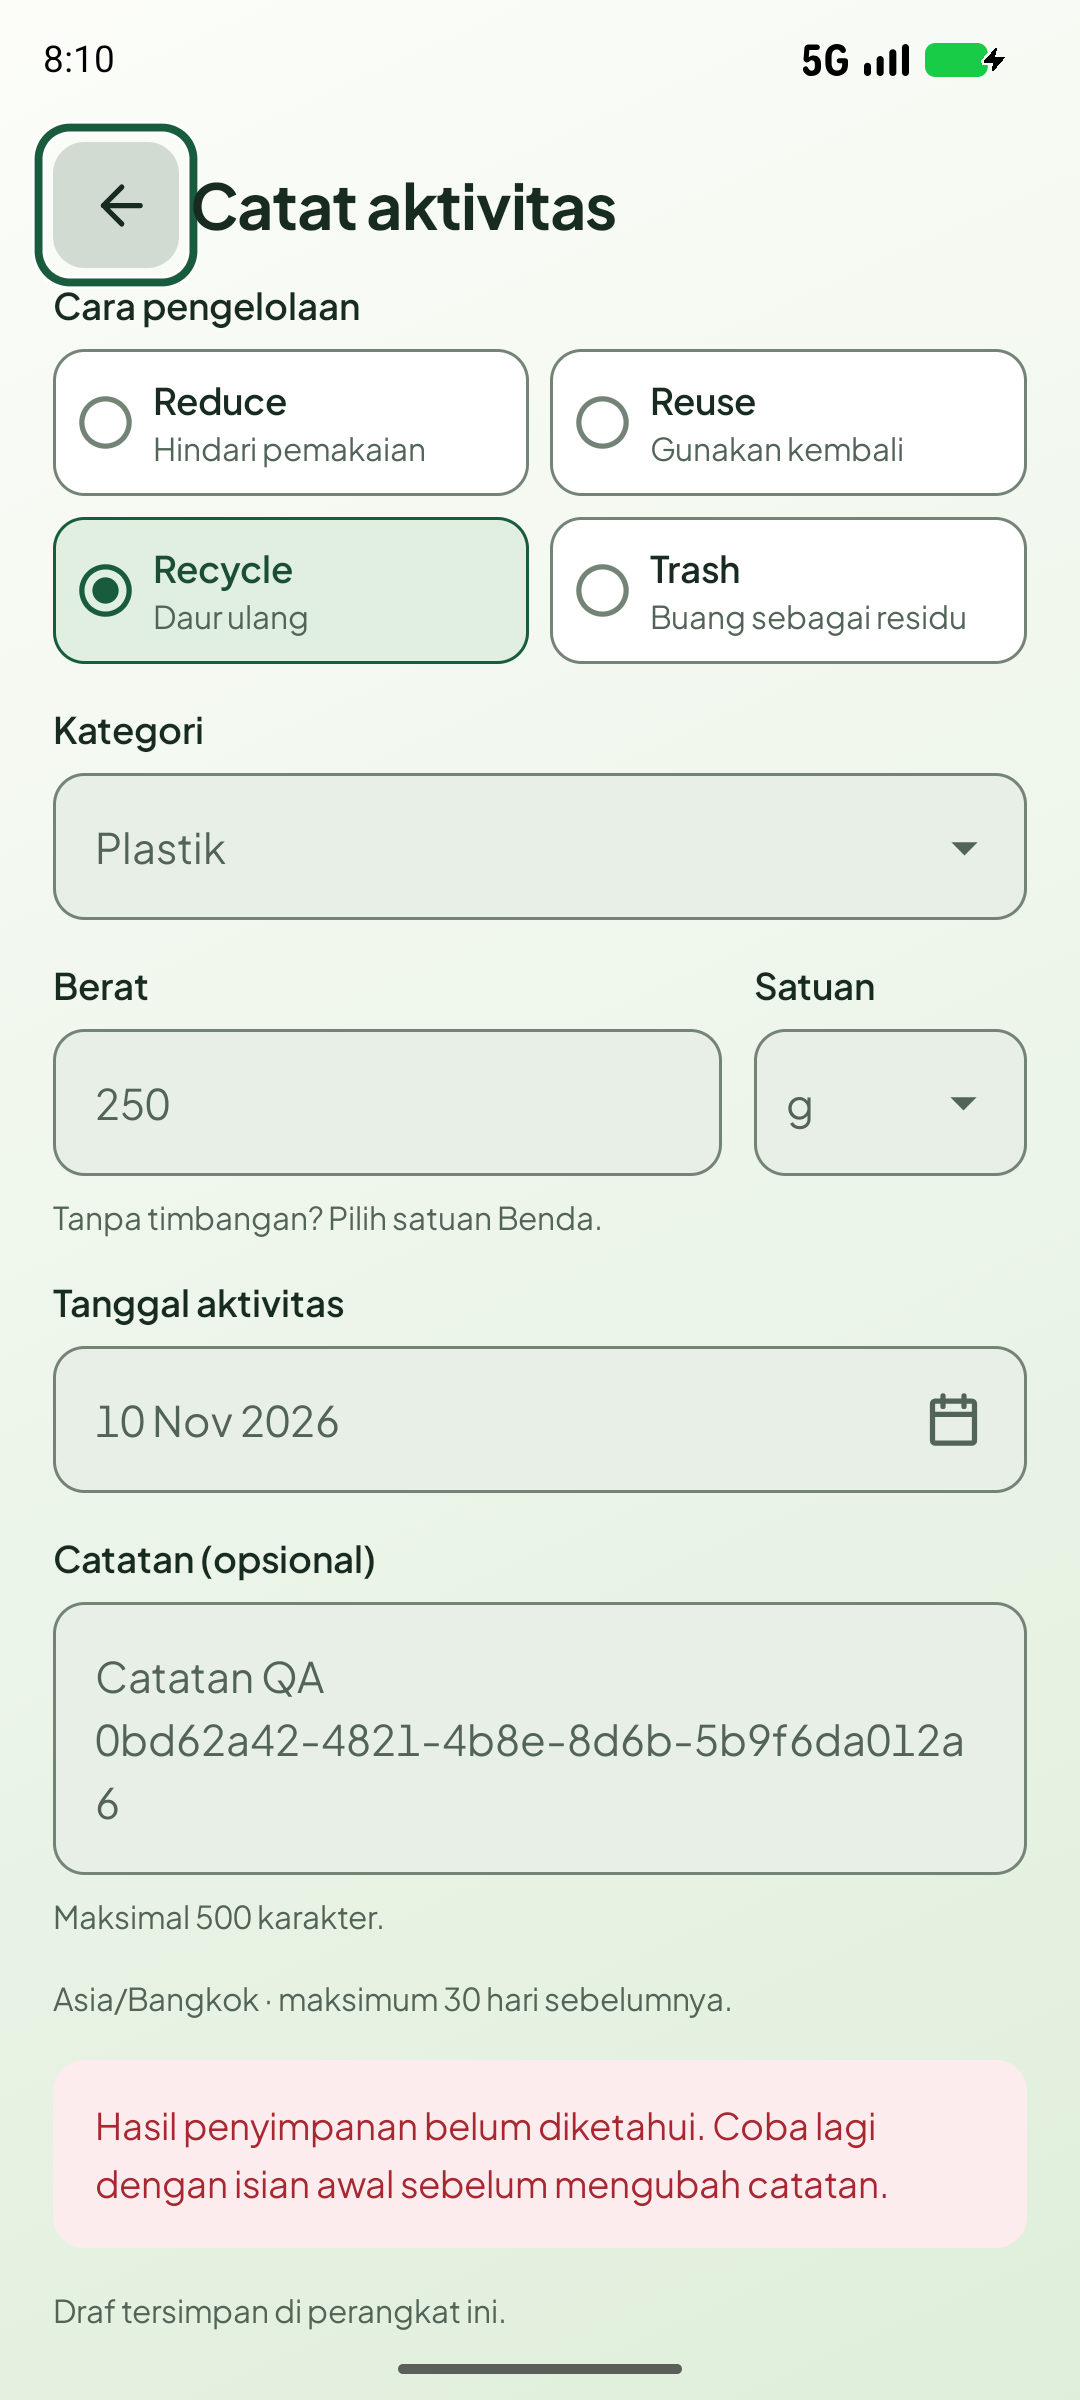 8:10
5G
Catat aktivitas
Cara pengelolaan
Reduce
Hindari pemakaian
Reuse
Gunakan kembali
Recycle
Daur ulang
Trash
Buang sebagai residu
Kategori
Plastik
Berat
Satuan
250
g
Tanpa timbangan? Pilih satuan Benda.
Tanggal aktivitas
10 Nov 2026
Catatan (opsional)
Catatan QA
0bd62a42-4821-4b8e-8d6b-5b9f6da012a
6
Maksimal 500 karakter.
Asia/Bangkok · maksimum 30 hari sebelumnya.
Hasil penyimpanan belum diketahui. Coba lagi
dengan isian awal sebelum mengubah catatan.
Draf tersimpan di perangkat ini.